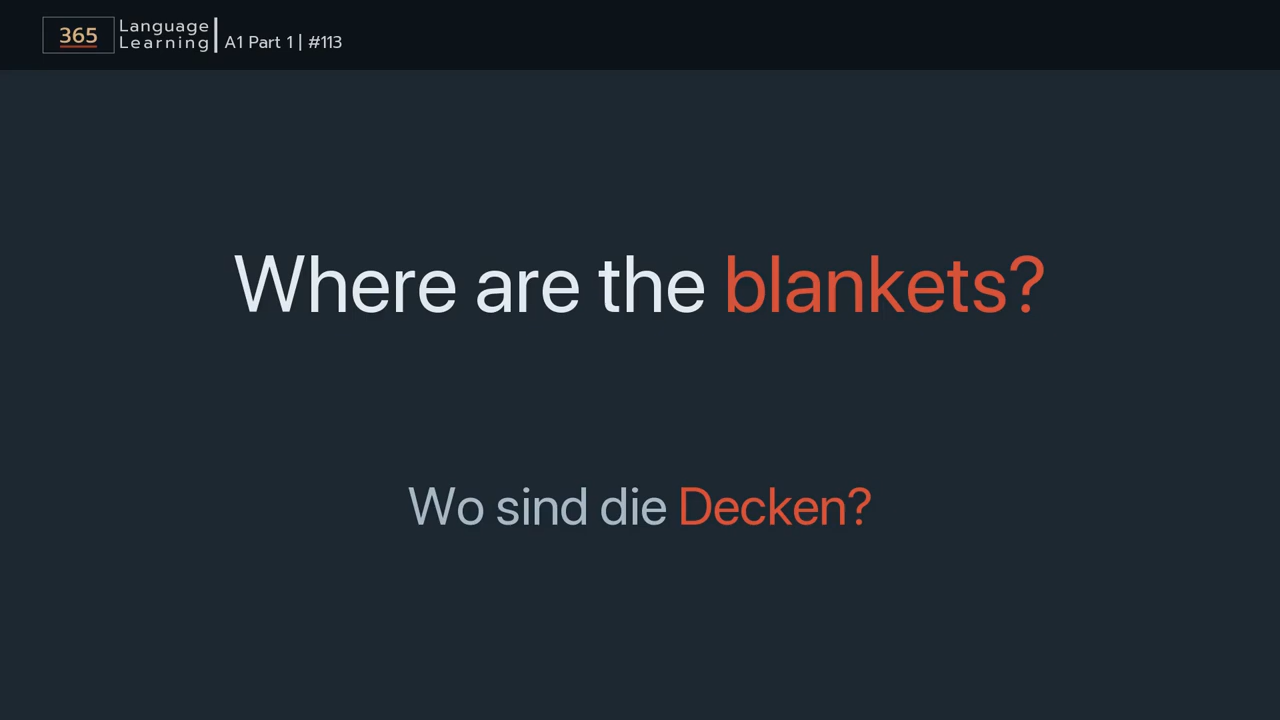 365 Language Learning | A1 Part 1 | #113
Where are the blankets?
Wo sind die Decken?